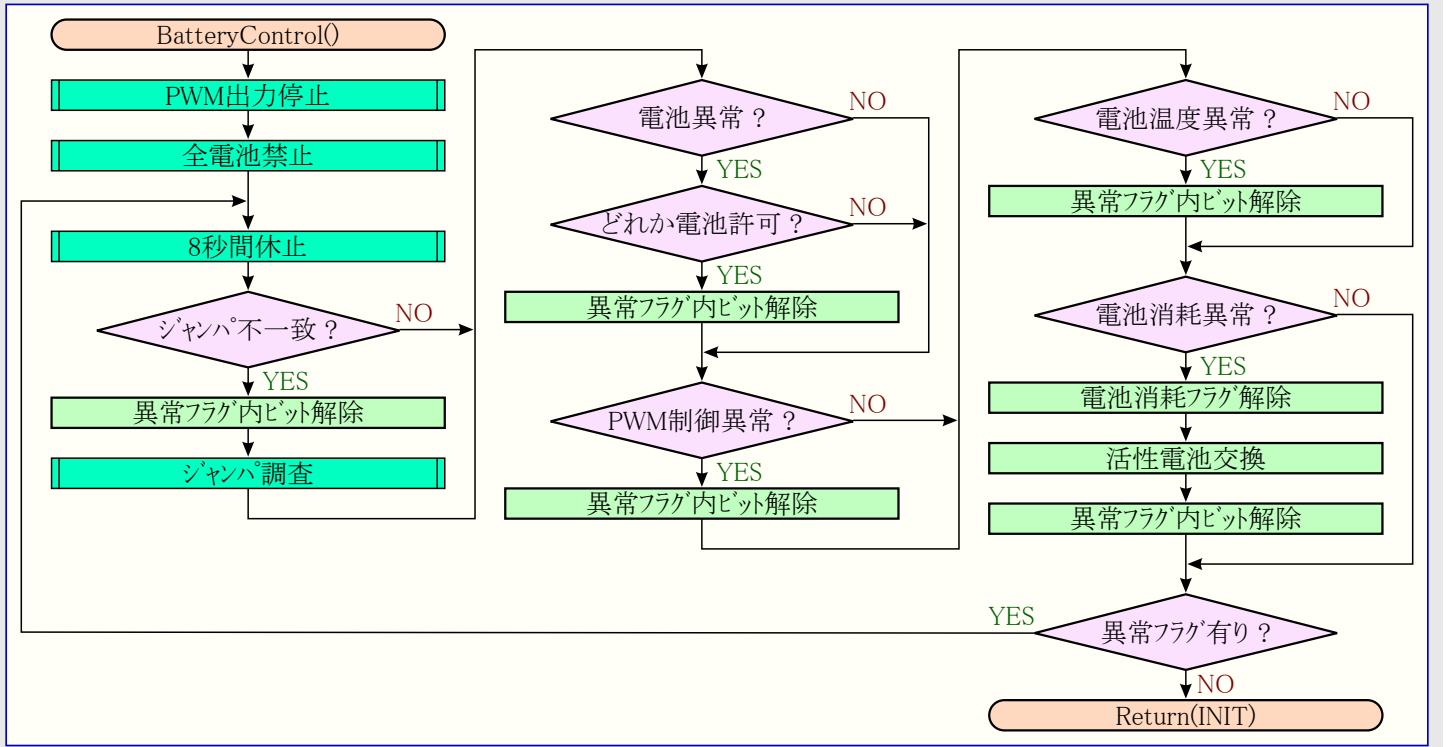 BatteryControl()
PWM出力停止
全電池禁止
8秒間休止
ｼﾞｬﾝﾊﾟ不一致？
NO
YES
異常ﾌﾗｸﾞ内ﾋﾞｯﾄ解除
ｼﾞｬﾝﾊﾟ調査
電池異常？
NO
YES
どれか電池許可？
NO
YES
異常ﾌﾗｸﾞ内ﾋﾞｯﾄ解除
PWM制御異常？
NO
YES
異常ﾌﾗｸﾞ内ﾋﾞｯﾄ解除
電池温度異常？
NO
YES
異常ﾌﾗｸﾞ内ﾋﾞｯﾄ解除
電池消耗異常？
NO
YES
電池消耗ﾌﾗｸﾞ解除
活性電池交換
異常ﾌﾗｸﾞ内ﾋﾞｯﾄ解除
異常ﾌﾗｸﾞ有り？
YES
NO
Return(INIT)